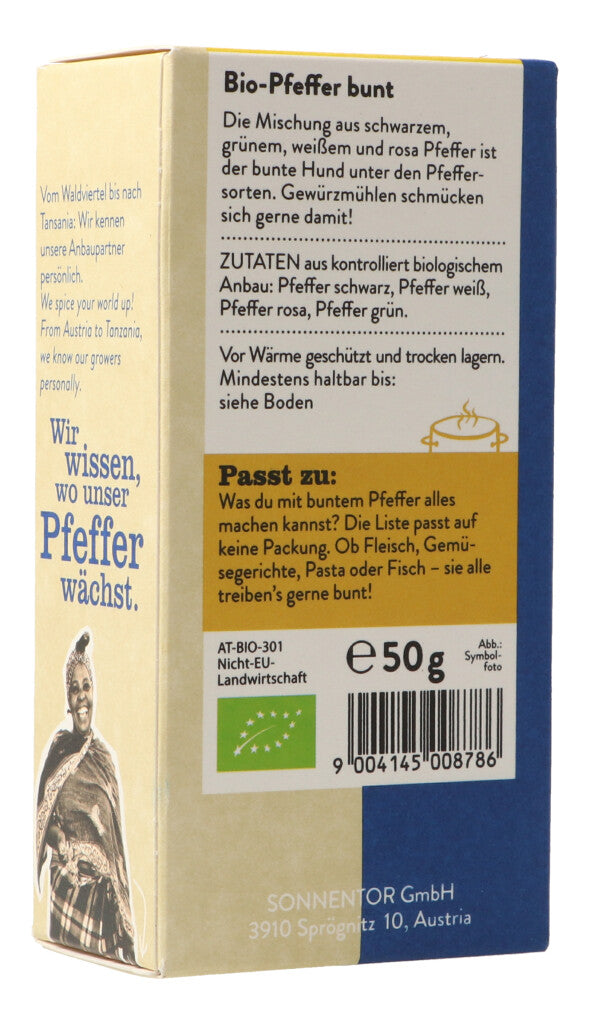 Vom Waldviertel bis nach
Tansania: Wir kennen
unsere Anbaupartner
persönlich.
We spice your world up!
From Austria to Tanzania,
we know our growers
personally.
Wir
wissen,
wo unser
Pfeffer
wächst.
Bio-Pfeffer bunt
Die Mischung aus schwarzem,
grünem, weißem und rosa Pfeffer ist
der bunte Hund unter den Pfeffer-
sorten. Gewürzmühlen schmücken
sich gerne damit!
ZUTATEN aus kontrolliert biologischem
Anbau: Pfeffer schwarz, Pfeffer weiß,
Pfeffer rosa, Pfeffer grün.
Vor Wärme geschützt und trocken lagern.
Mindestens haltbar bis:
siehe Boden
Passt zu:
Was du mit buntem Pfeffer alles
machen kannst? Die Liste passt auf
keine Packung. Ob Fleisch, Gemü-
segerichte, Pasta oder Fisch – sie alle
treiben's gerne bunt!
AT-BIO-301
Nicht-EU-
Landwirtschaft
℮50g
Abb.:
Symbol-
foto
9 004145 008786
SONNENTOR GmbH
3910 Sprögnitz 10, Austria